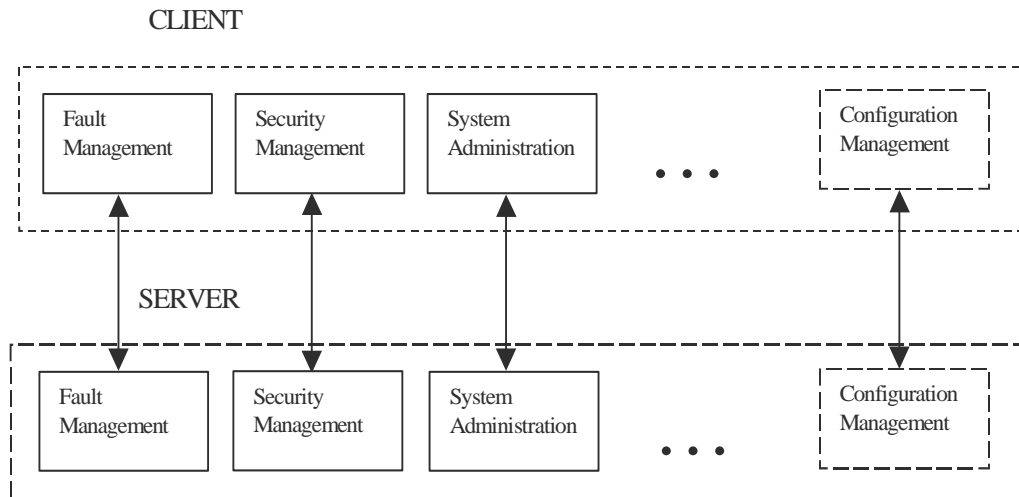 CLIENT
Fault
Management
Security
Management
System
Administration
• • •
Configuration
Management
SERVER
Fault
Management
Security
Management
System
Administration
• • •
Configuration
Management